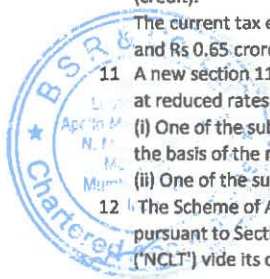 (credit).
The current tax e
and Rs 0.65 cror
11 A new section 11
at reduced rates
(i) One of the sub
the basis of the r
(ii) One of the su
12 The Scheme of A
pursuant to Secti
('NCLT') vide its o
B S R &
Chartered